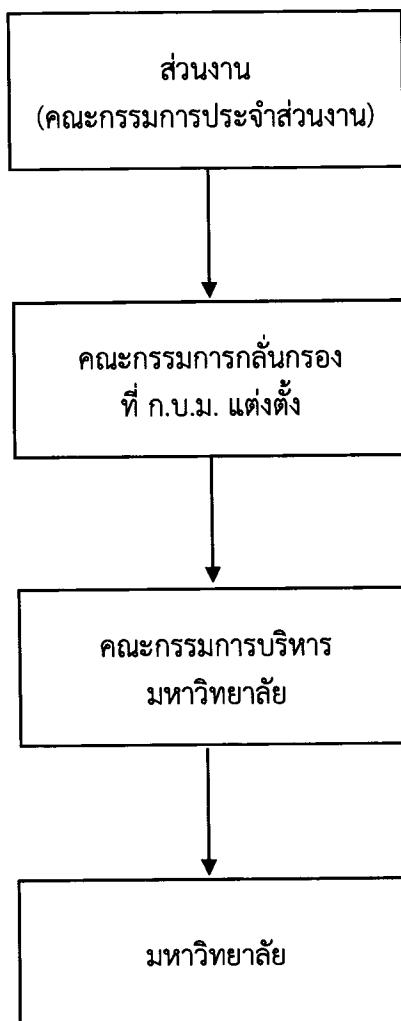 ส่วนงาน
(คณะกรรมการประจำส่วนงาน)
คณะกรรมการกลั่นกรอง
ที่ ก.บ.ม. แต่งตั้ง
คณะกรรมการบริหาร
มหาวิทยาลัย
มหาวิทยาลัย